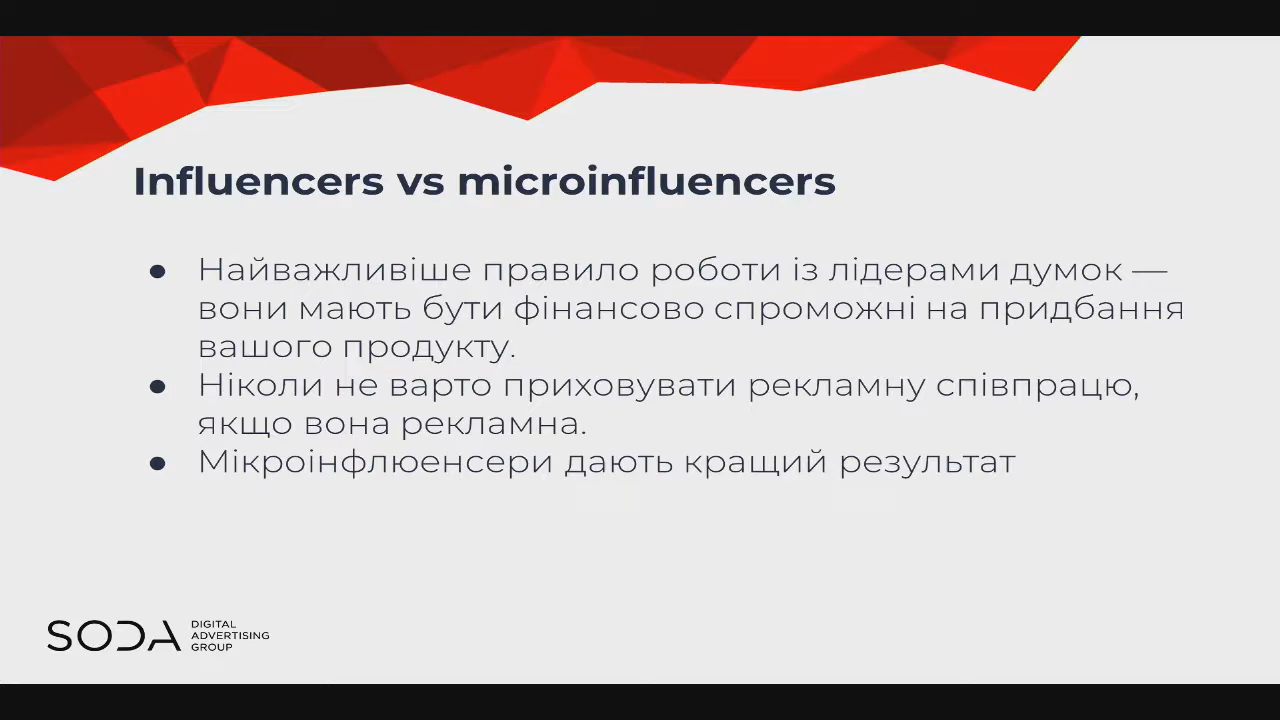 Influencers vs microinfluencers
● Найважливіше правило роботи із лідерами думок —
вони мають бути фінансово спроможні на придбання
вашого продукту.
● Ніколи не варто приховувати рекламну співпрацю,
якщо вона рекламна.
● Мікроінфлюенсери дають кращий результат
SODA
DIGITAL
ADVERTISING
GROUP